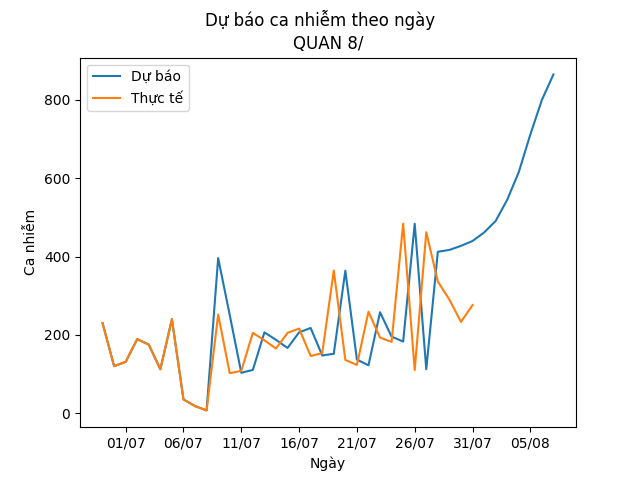 Dự báo ca nhiễm theo ngày
QUAN 8/
Dự báo
Thực tế
Ca nhiễm
800
600
400
200
0
01/07 06/07 11/07 16/07 21/07 26/07 31/07 05/08
Ngày